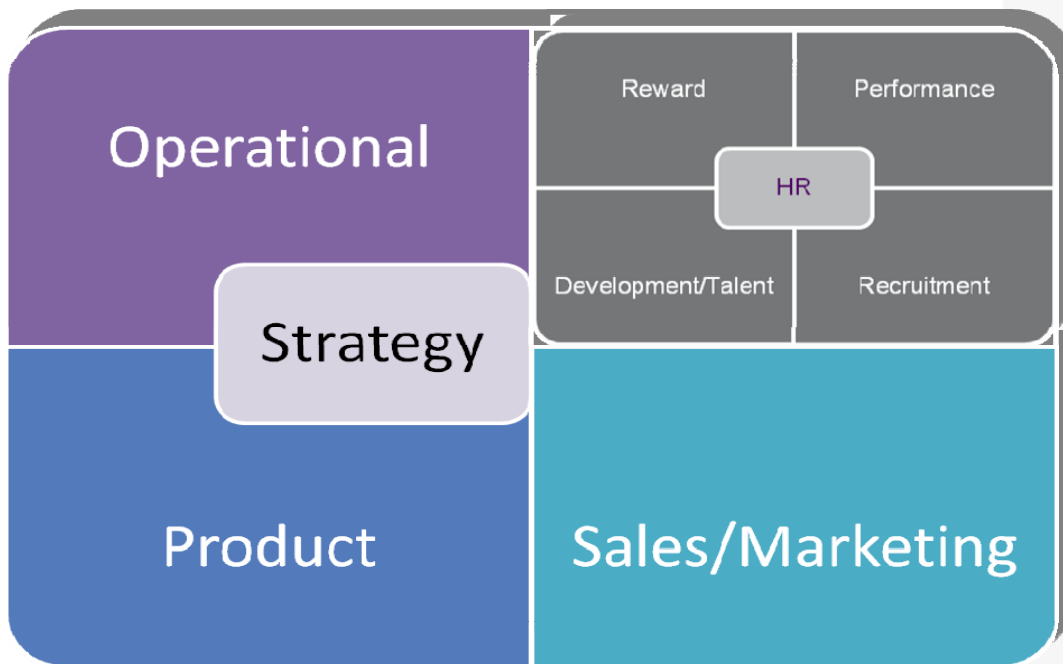 Operational
Reward
Performance
HR
Development/Talent
Recruitment
Strategy
Product
Sales/Marketing